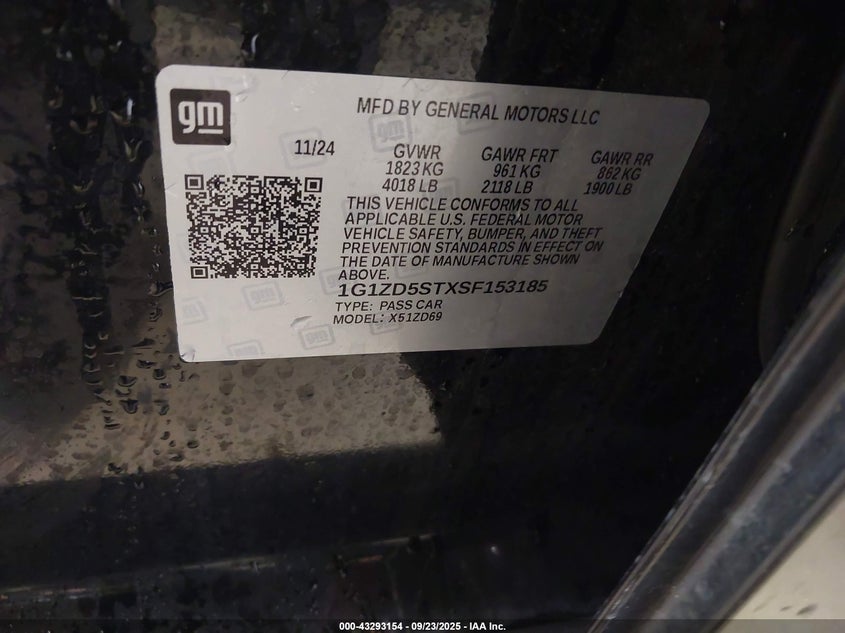 gm
MFD BY GENERAL MOTORS LLC
11/24 GVWR GAWR FRT GAWR RR
1823 KG 961 KG 862 KG
4018 LB 2118 LB 1900 LB
THIS VEHICLE CONFORMS TO ALL
APPLICABLE U.S. FEDERAL MOTOR
VEHICLE SAFETY, BUMPER, AND THEFT
PREVENTION STANDARDS IN EFFECT ON
THE DATE OF MANUFACTURE SHOWN
ABOVE.
1G1ZD5STXSF153185
TYPE: PASS CAR
MODEL: X51ZD69
000-43293154 - 09/23/2025 - IAA Inc.